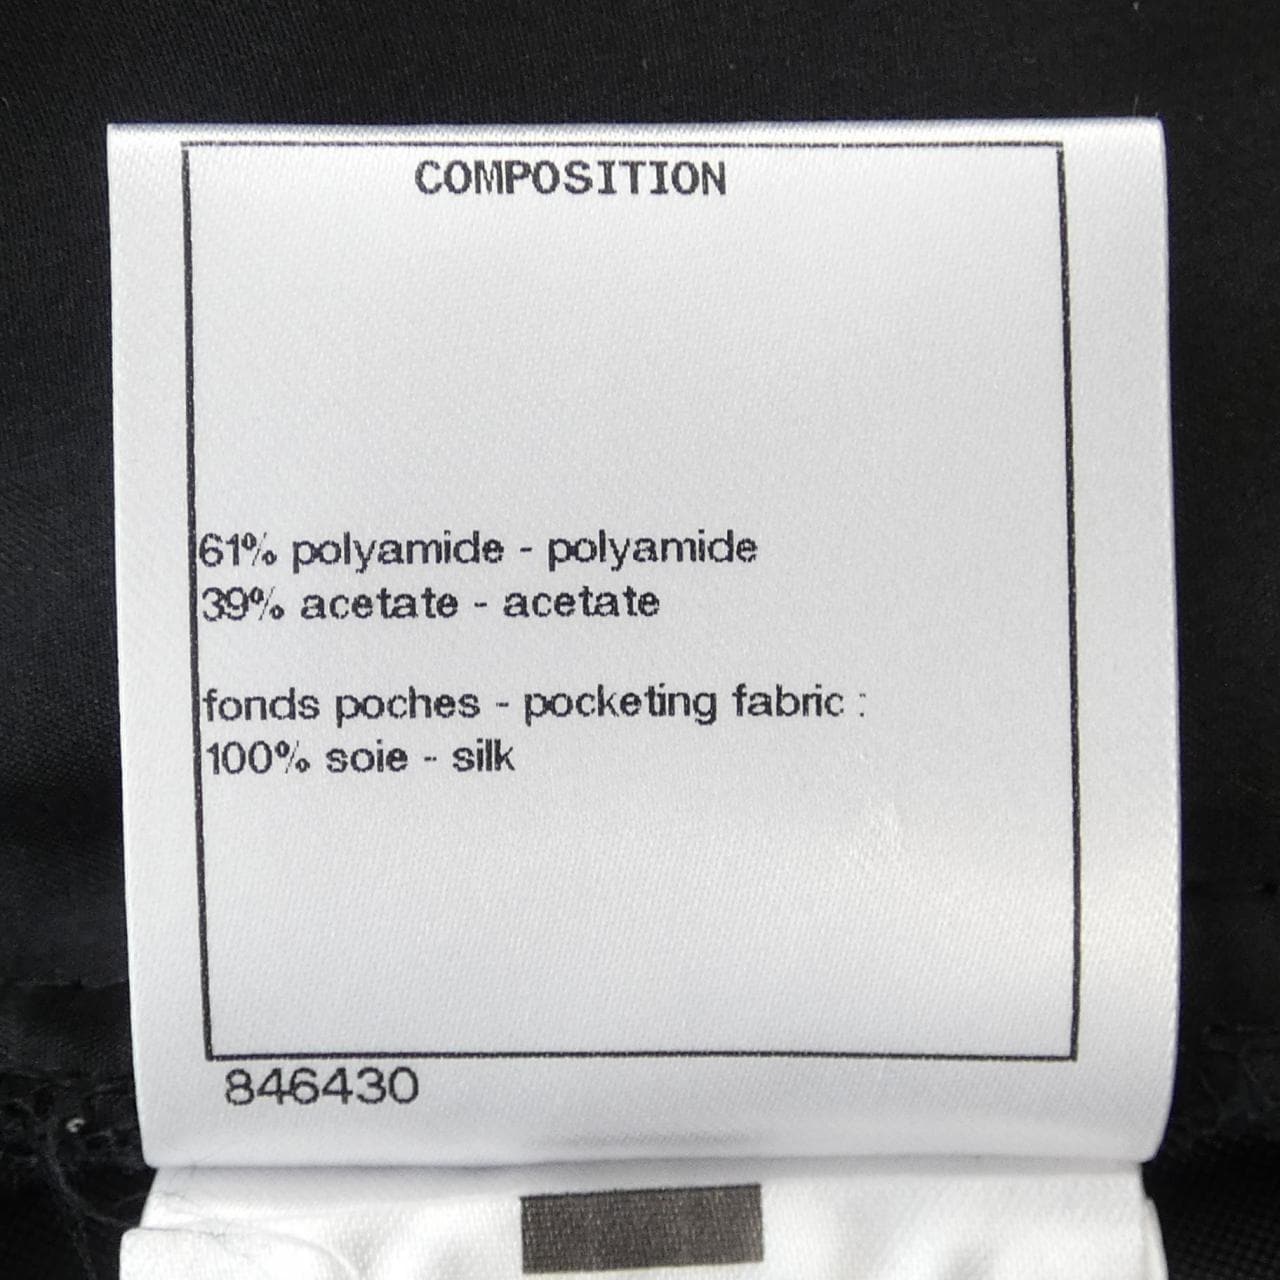 COMPOSITION
61% polyamide - polyamide
39% acetate - acetate
fonds poches - pocketing fabric :
100% soie - silk
846430